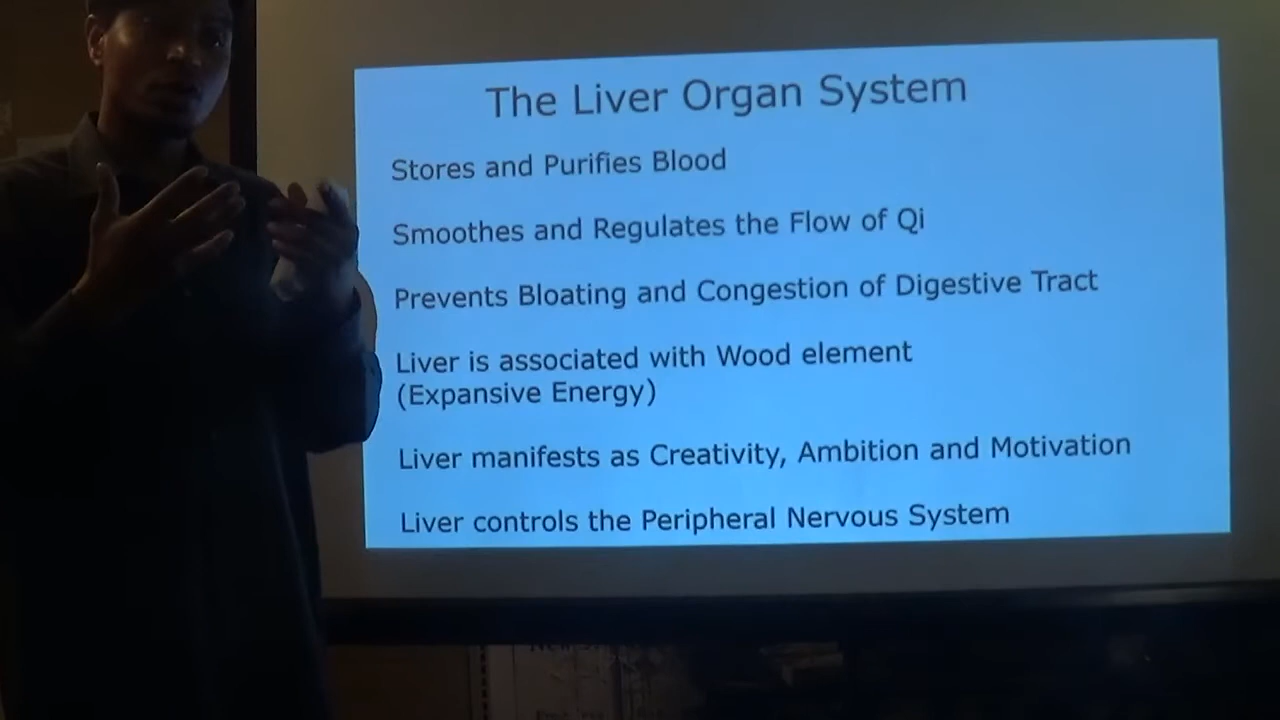 The Liver Organ System
Stores and Purifies Blood
Smoothes and Regulates the Flow of Qi
Prevents Bloating and Congestion of Digestive Tract
Liver is associated with Wood element
(Expansive Energy)
Liver manifests as Creativity, Ambition and Motivation
Liver controls the Peripheral Nervous System